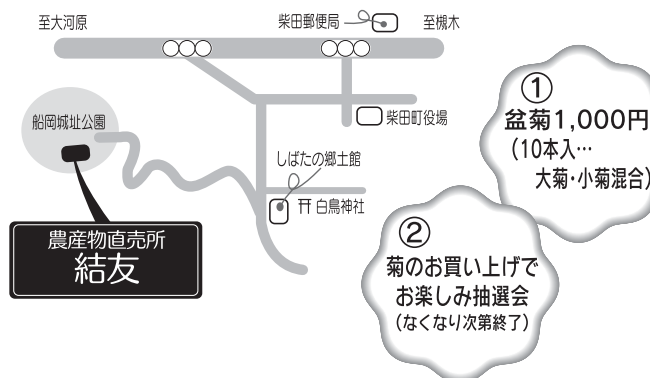 至大河原
柴田郵便局
至槻木
船岡城址公園
柴田町役場
しばたの郷土館
白鳥神社
農産物直売所
結友
①
盆菊1,000円
(10本入…
大菊・小菊混合)
②
菊のお買い上げで
お楽しみ抽選会
(なくなり次第終了)